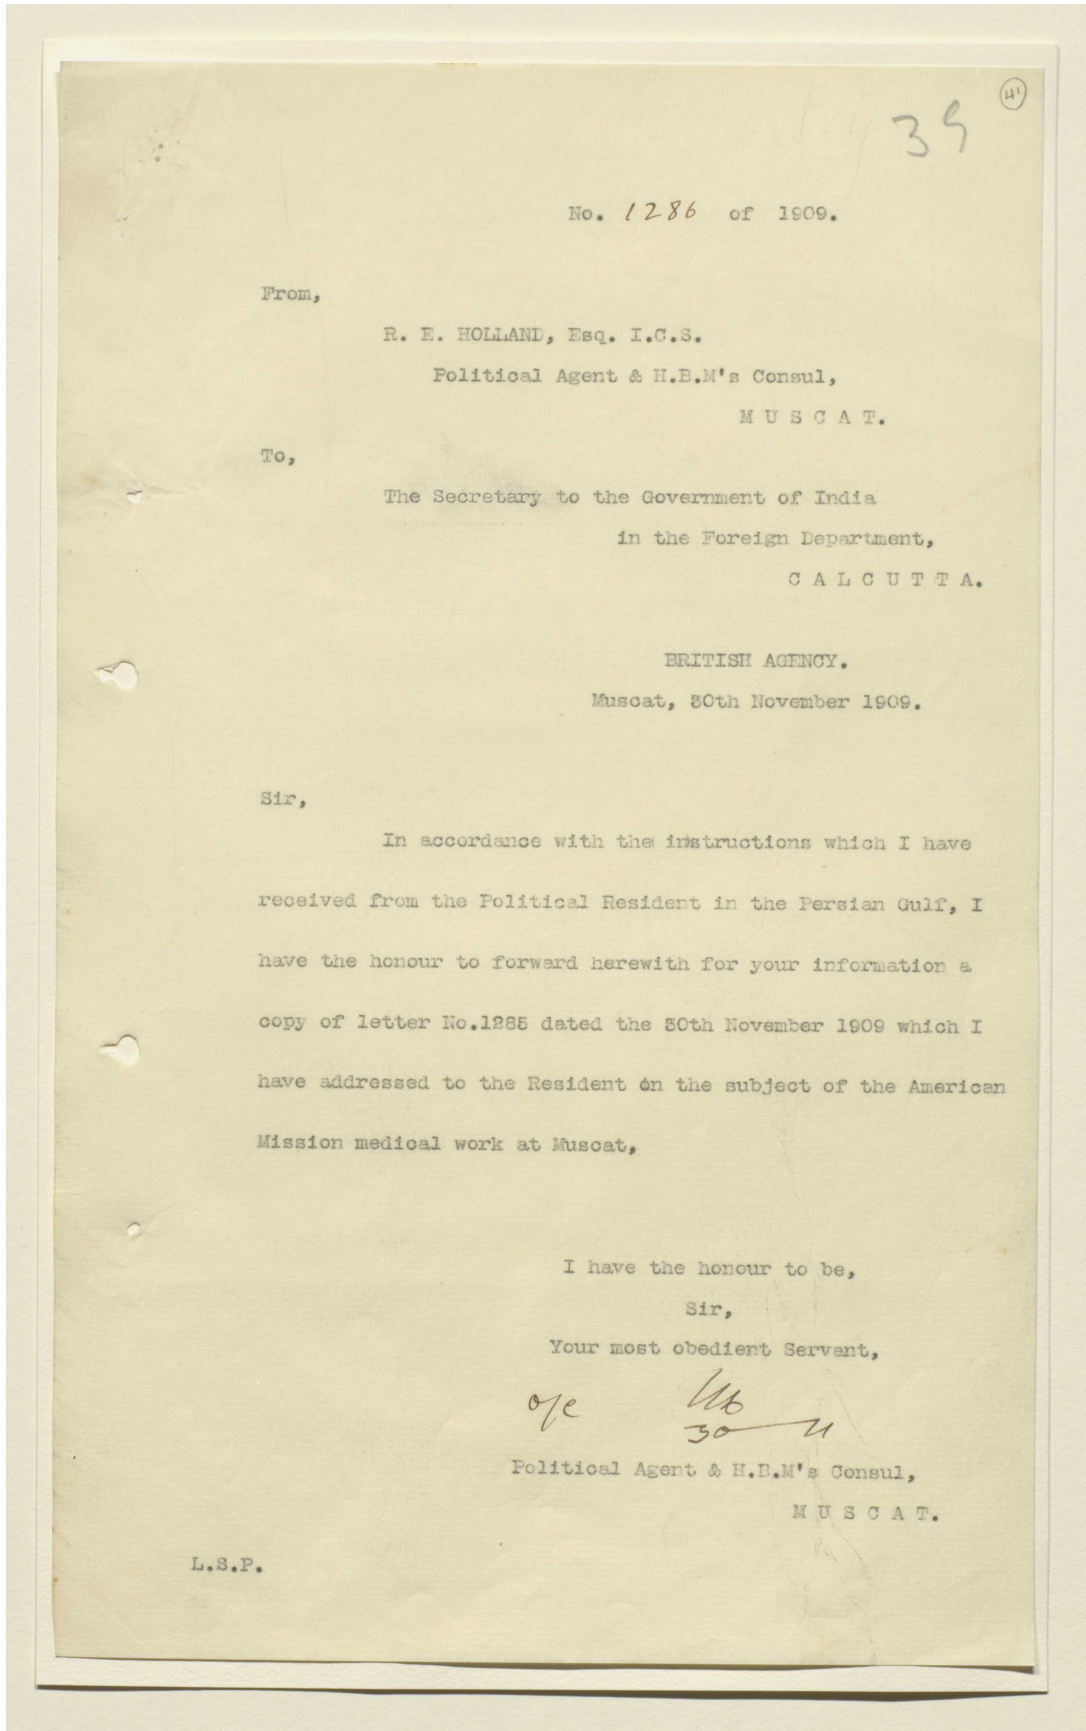 41
39
No. 1286 of 1909.
From,
R. E. HOLLAND, Esq. I.C.S.
Political Agent & H.B.M's Consul,
M U S C A T.
To,
The Secretary to the Government of India
in the Foreign Department,
C A L C U T T A.
BRITISH AGENCY.
Muscat, 30th November 1909.
Sir,
In accordance with the instructions which I have
received from the Political Resident in the Persian Gulf, I
have the honour to forward herewith for your information a
copy of letter No.1285 dated the 30th November 1909 which I
have addressed to the Resident on the subject of the American
Mission medical work at Muscat,
I have the honour to be,
Sir,
Your most obedient Servant,
30 11
Political Agent & H.B.M's Consul,
M U S C A T.
L.S.P.